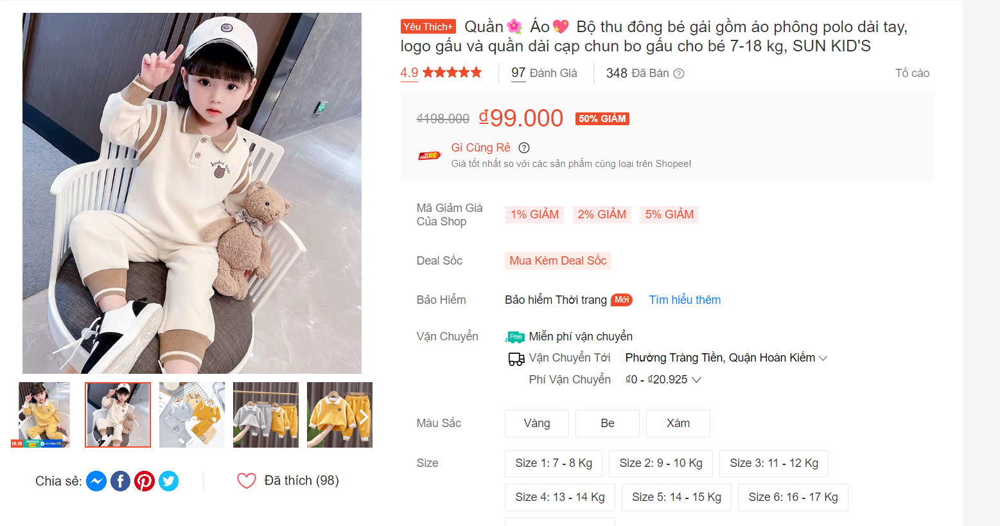 Yêu Thích+ Quần🌺 Áo💖 Bộ thu đông bé gái gồm áo phông polo dài tay,
logo gấu và quần dài cạp chun bo gấu cho bé 7-18 kg, SUN KID'S
4.9 97 Đánh Giá 348 Đã Bán Tố cáo
₫198.000 ₫99.000 50% GIẢM
Gì Cũng Rẻ
Giá tốt nhất so với các sản phẩm cùng loại trên Shopee!
kookie bear
Mã Giảm Giá
Của Shop
1% GIẢM 2% GIẢM 5% GIẢM
Deal Sốc Mua Kèm Deal Sốc
Bảo Hiểm Bảo hiểm Thời trang Mới Tìm hiểu thêm
Vận Chuyển Free Miễn phí vận chuyển
Vận Chuyển Tới Phường Tràng Tiền, Quận Hoàn Kiếm
Phí Vận Chuyển ₫0 - ₫20.925
Màu Sắc Vàng Be Xám
Size Size 1: 7 - 8 Kg Size 2: 9 - 10 Kg Size 3: 11 - 12 Kg
Size 4: 13 - 14 Kg Size 5: 14 - 15 Kg Size 6: 16 - 17 Kg
15.10
Chia sẻ: Đã thích (98)